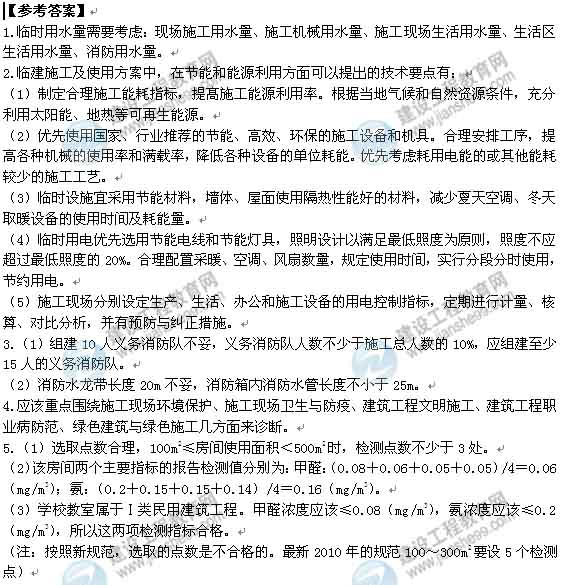 【参考答案】
1.临时用水量需要考虑：现场施工用水量、施工机械用水量、施工现场生活用水量、生活区
生活用水量、消防用水量。
2.临建施工及使用方案中，在节能和能源利用方面可以提出的技术要点有：
（1）制定合理施工能耗指标，提高施工能源利用率。根据当地气候和自然资源条件，充分
利用太阳能、地热等可再生能源。
（2）优先使用国家、行业推荐的节能、高效、环保的施工设备和机具。合理安排工序，提
高各种机械的使用率和满载率，降低各种设备的单位耗能。优先考虑耗用电能的或其他能耗
较少的施工工艺。
（3）临时设施宜采用节能材料，墙体、屋面使用隔热性能好的材料，减少夏天空调、冬天
取暖设备的使用时间及耗能量。
（4）临时用电优先选用节能电线和节能灯具，照明设计以满足最低照度为原则，照度不应
超过最低照度的 20%。合理配置采暖、空调、风扇数量，规定使用时间，实行分段分时使用，
节约用电。
（5）施工现场分别设定生产、生活、办公和施工设备的用电控制指标，定期进行计量、核
算、对比分析，并有预防与纠正措施。
3.（1）组建 10 人义务消防队不妥，义务消防队人数不少于施工总人数的 10%，应组建至少
15 人的义务消防队。
（2）消防水龙带长度 20m 不妥，消防箱内消防水管长度不小于 25m。
4.应该重点围绕施工现场环境保护、施工现场卫生与防疫、建筑工程文明施工、建筑工程职
业病防范、绿色建筑与绿色施工几方面来诊断。
5.（1）选取点数合理，100m²≤房间使用面积＜500m²时，检测点数不少于 3 处。
（2）该房间两个主要指标的报告检测值分别为：甲醛：（0.08+0.06+0.05+0.05）/4=0.06
（mg/m³）；氨：（0.2+0.15+0.15+0.14）/4=0.16（mg/m³）。
（3）学校教室属于Ⅰ类民用建筑工程。甲醛浓度应该≤0.08（mg/m³），氨浓度应该≤0.2
（mg/m³），所以这两项检测指标合格。
（注：按照新规范，选取的点数是不合格的。最新 2010 年的规范 100～300m²要设 5 个检测
点）
建设工程教育网
www.jianshe99.com